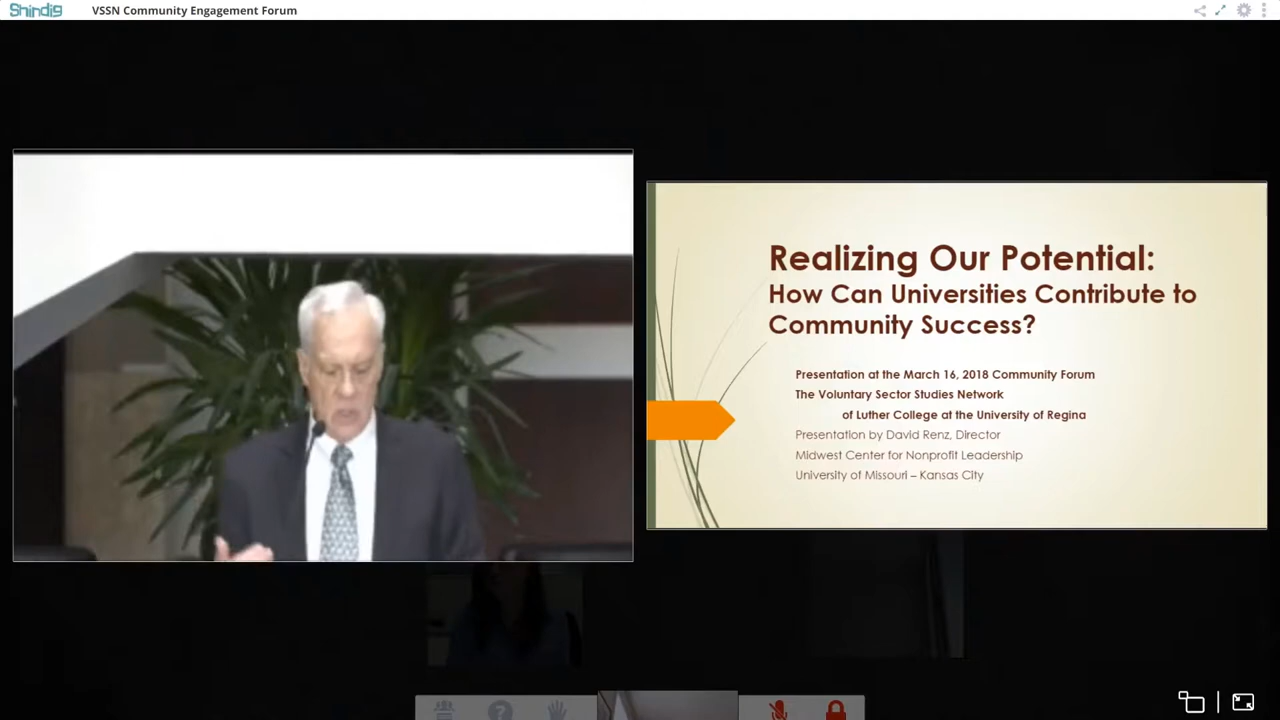 Shindig
VSSN Community Engagement Forum
Realizing Our Potential:
How Can Universities Contribute to
Community Success?
Presentation at the March 16, 2018 Community Forum
The Voluntary Sector Studies Network
of Luther College at the University of Regina
Presentation by David Renz, Director
Midwest Center for Nonprofit Leadership
University of Missouri – Kansas City